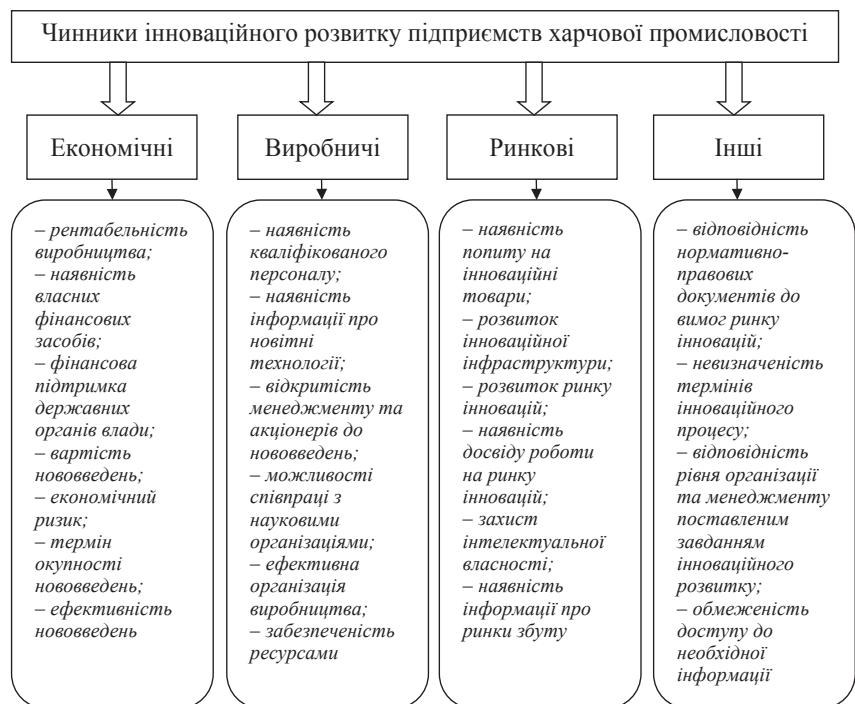 Чинники інноваційного розвитку підприємств харчової промисловості
Економічні
– рентабельність
виробництва;
– наявність
власних
фінансових
засобів;
– фінансова
підтримка
державних
органів влади;
– вартість
нововведень;
– економічний
ризик;
– термін
окупності
нововведень;
– ефективність
нововведень
Виробничі
– наявність
кваліфікованого
персоналу;
– наявність
інформації про
новітні
технології;
– відкритість
менеджменту та
акціонерів до
нововведень;
– можливості
співпраці з
науковими
організаціями;
– ефективна
організація
виробництва;
– забезпеченість
ресурсами
Ринкові
– наявність
попиту на
інноваційні
товари;
– розвиток
інноваційної
інфраструктури;
– розвиток ринку
інновацій;
– наявність
досвіду роботи
на ринку
інновацій;
– захист
інтелектуальної
власності;
– наявність
інформації про
ринки збуту
Інші
– відповідність
нормативно-
правових
документів до
вимог ринку
інновацій;
– невизначеність
термінів
інноваційного
процесу;
– відповідність
рівня організації
та менеджменту
поставленим
завданням
інноваційного
розвитку;
– обмеженість
доступу до
необхідної
інформації